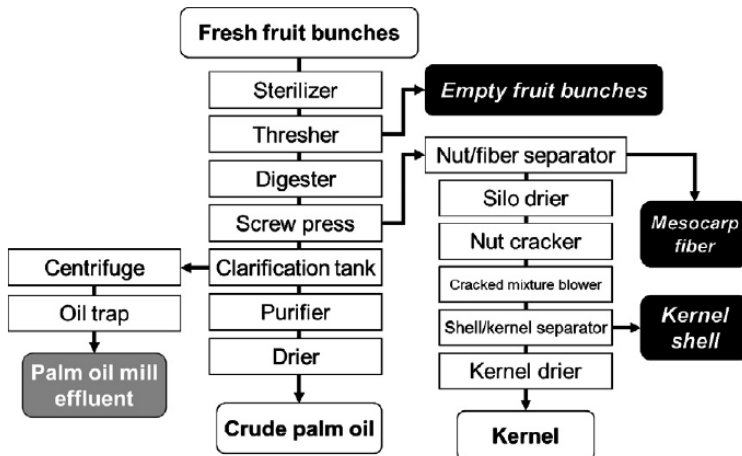 Fresh fruit bunches
Sterilizer
Thresher
Digester
Screw press
Clarification tank
Purifier
Drier
Crude palm oil
Centrifuge
Oil trap
Palm oil mill
effluent
Empty fruit bunches
Nut/fiber separator
Silo drier
Nut cracker
Cracked mixture blower
Shell/kernel separator
Kernel drier
Kernel
Mesocarp
fiber
Kernel
shell